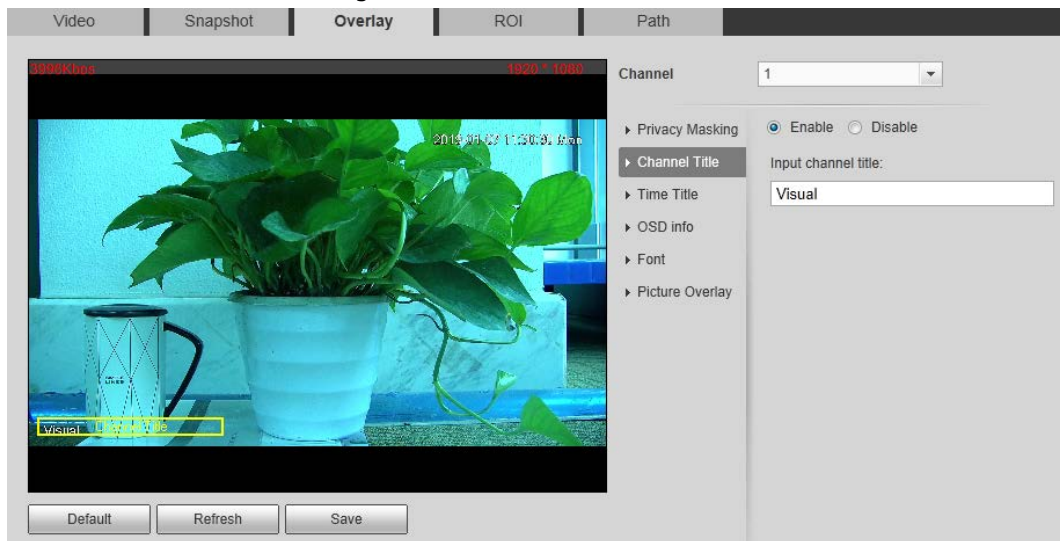 Video Snapshot Overlay ROI Path
3996Kbps 1920 * 1080
Channel 1
Privacy Masking
Enable Disable
Channel Title
Input channel title:
Time Title
Visual
OSD info
Font
Picture Overlay
Visual Channel Title
Default Refresh Save